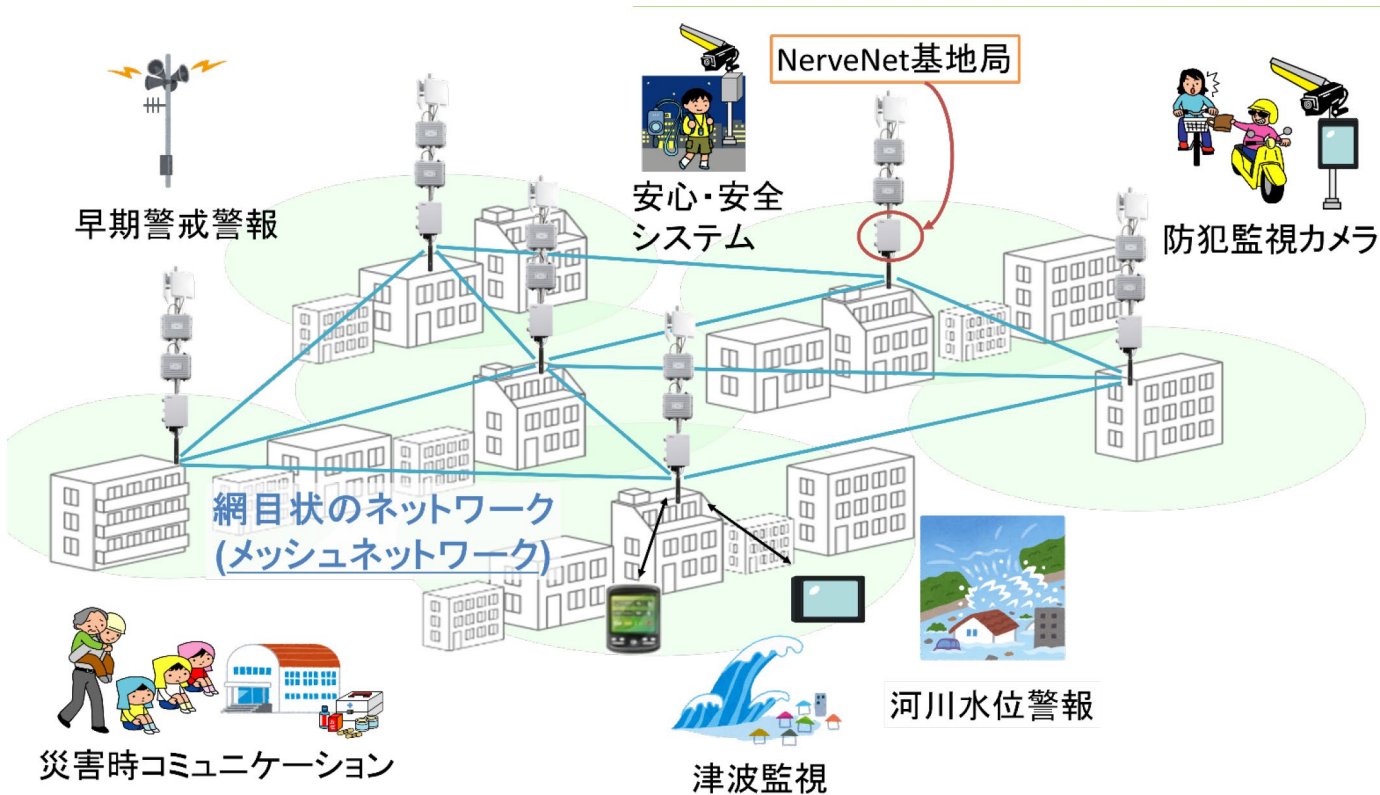 NerveNet基地局
早期警戒警報
安心・安全
システム
防犯監視カメラ
網目状のネットワーク
(メッシュネットワーク)
河川水位警報
災害時コミュニケーション
津波監視